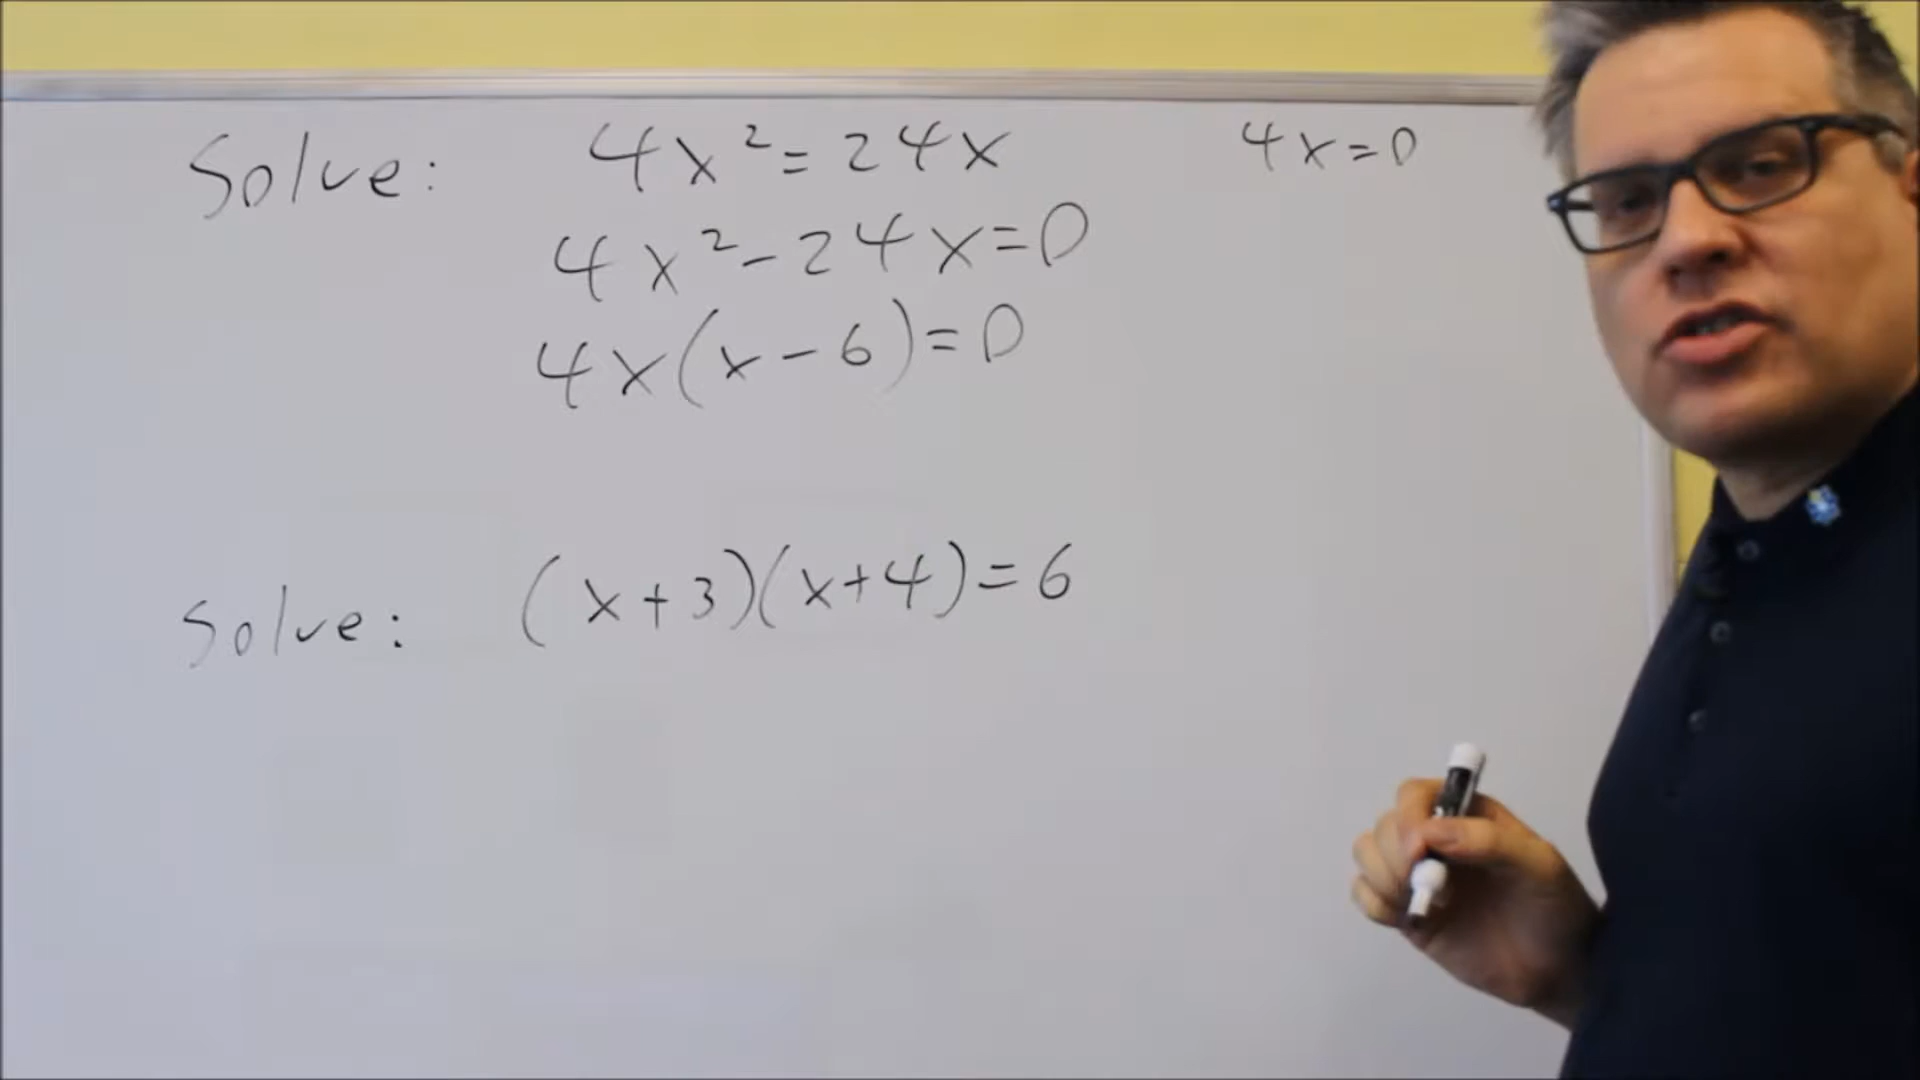 Solve: 4x²=24x 4x=0
4x²-24x=0
4x(x-6)=0
Solve: (x+3)(x+4)=6